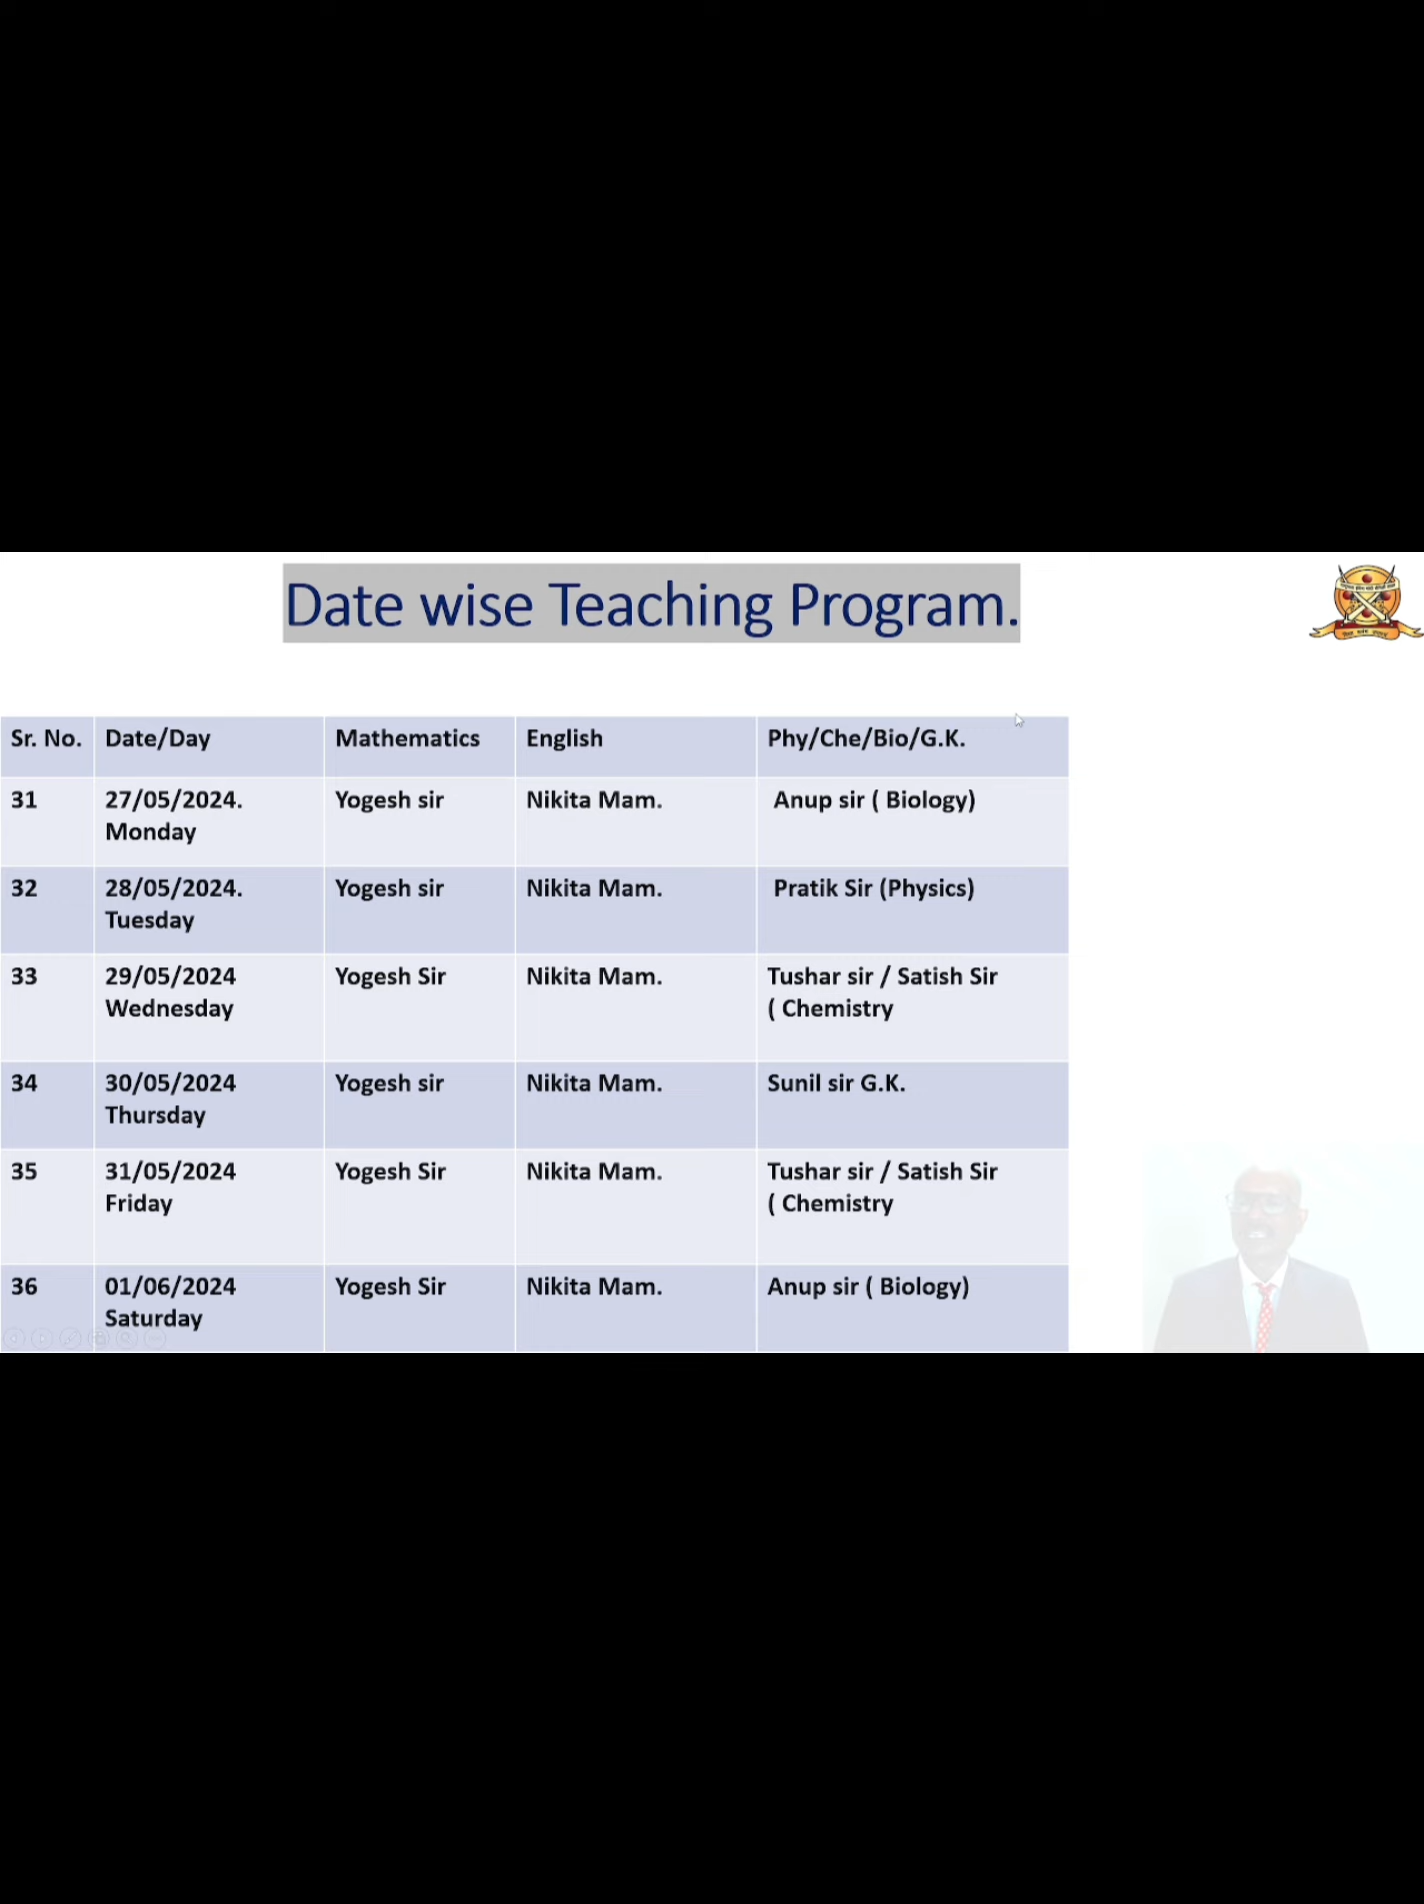 Date wise Teaching Program.
Sr. No. Date/Day Mathematics English Phy/Che/Bio/G.K.
31 27/05/2024. Yogesh sir Nikita Mam. Anup sir ( Biology)
Monday
32 28/05/2024. Yogesh sir Nikita Mam. Pratik Sir (Physics)
Tuesday
33 29/05/2024 Yogesh Sir Nikita Mam. Tushar sir / Satish Sir
Wednesday ( Chemistry
34 30/05/2024 Yogesh sir Nikita Mam. Sunil sir G.K.
Thursday
35 31/05/2024 Yogesh Sir Nikita Mam. Tushar sir / Satish Sir
Friday ( Chemistry
36 01/06/2024 Yogesh Sir Nikita Mam. Anup sir ( Biology)
Saturday